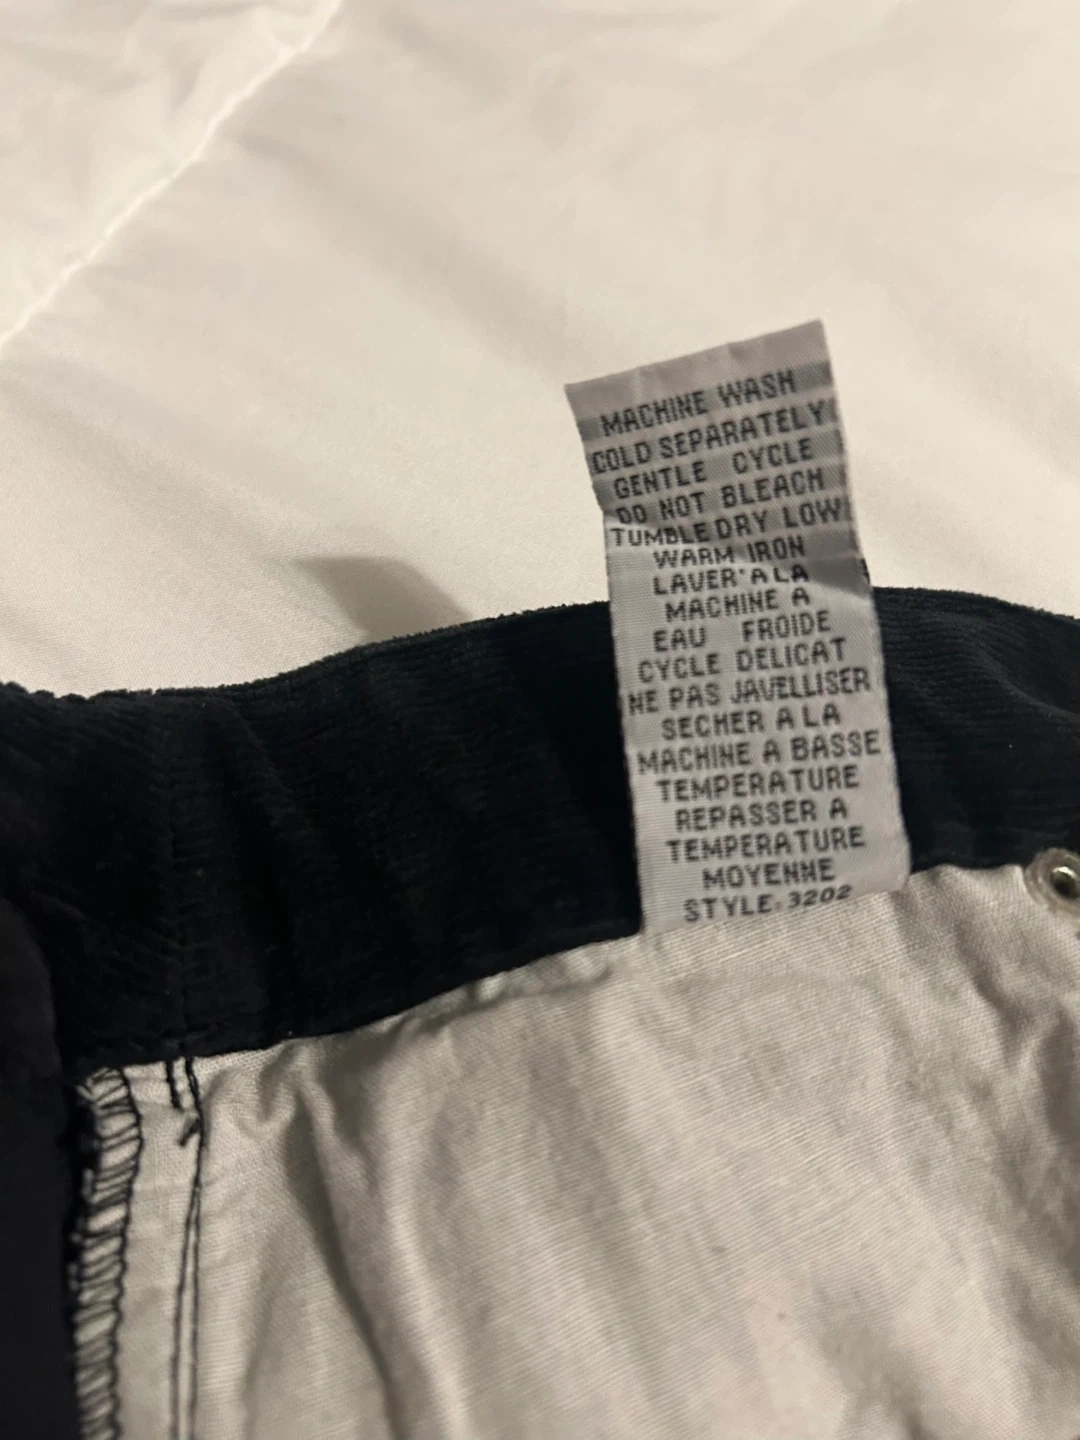 MACHINE WASH
COLD SEPARATELY
GENTLE CYCLE
DO NOT BLEACH
TUMBLE DRY LOW
WARM IRON
LAVER A LA
MACHINE A
EAU FROIDE
CYCLE DELICAT
NE PAS JAVELLISER
SECHER A LA
MACHINE A BASSE
TEMPERATURE
REPASSER A
TEMPERATURE
MOYENNE
STYLE: 3202